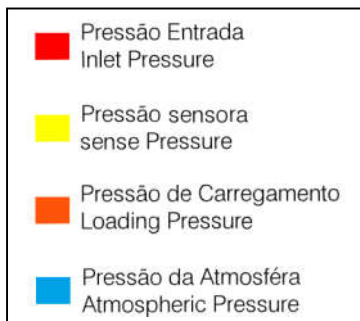 Pressão Entrada
Inlet Pressure
Pressão sensora
sense Pressure
Pressão de Carregamento
Loading Pressure
Pressão da Atmosféra
Atmospheric Pressure